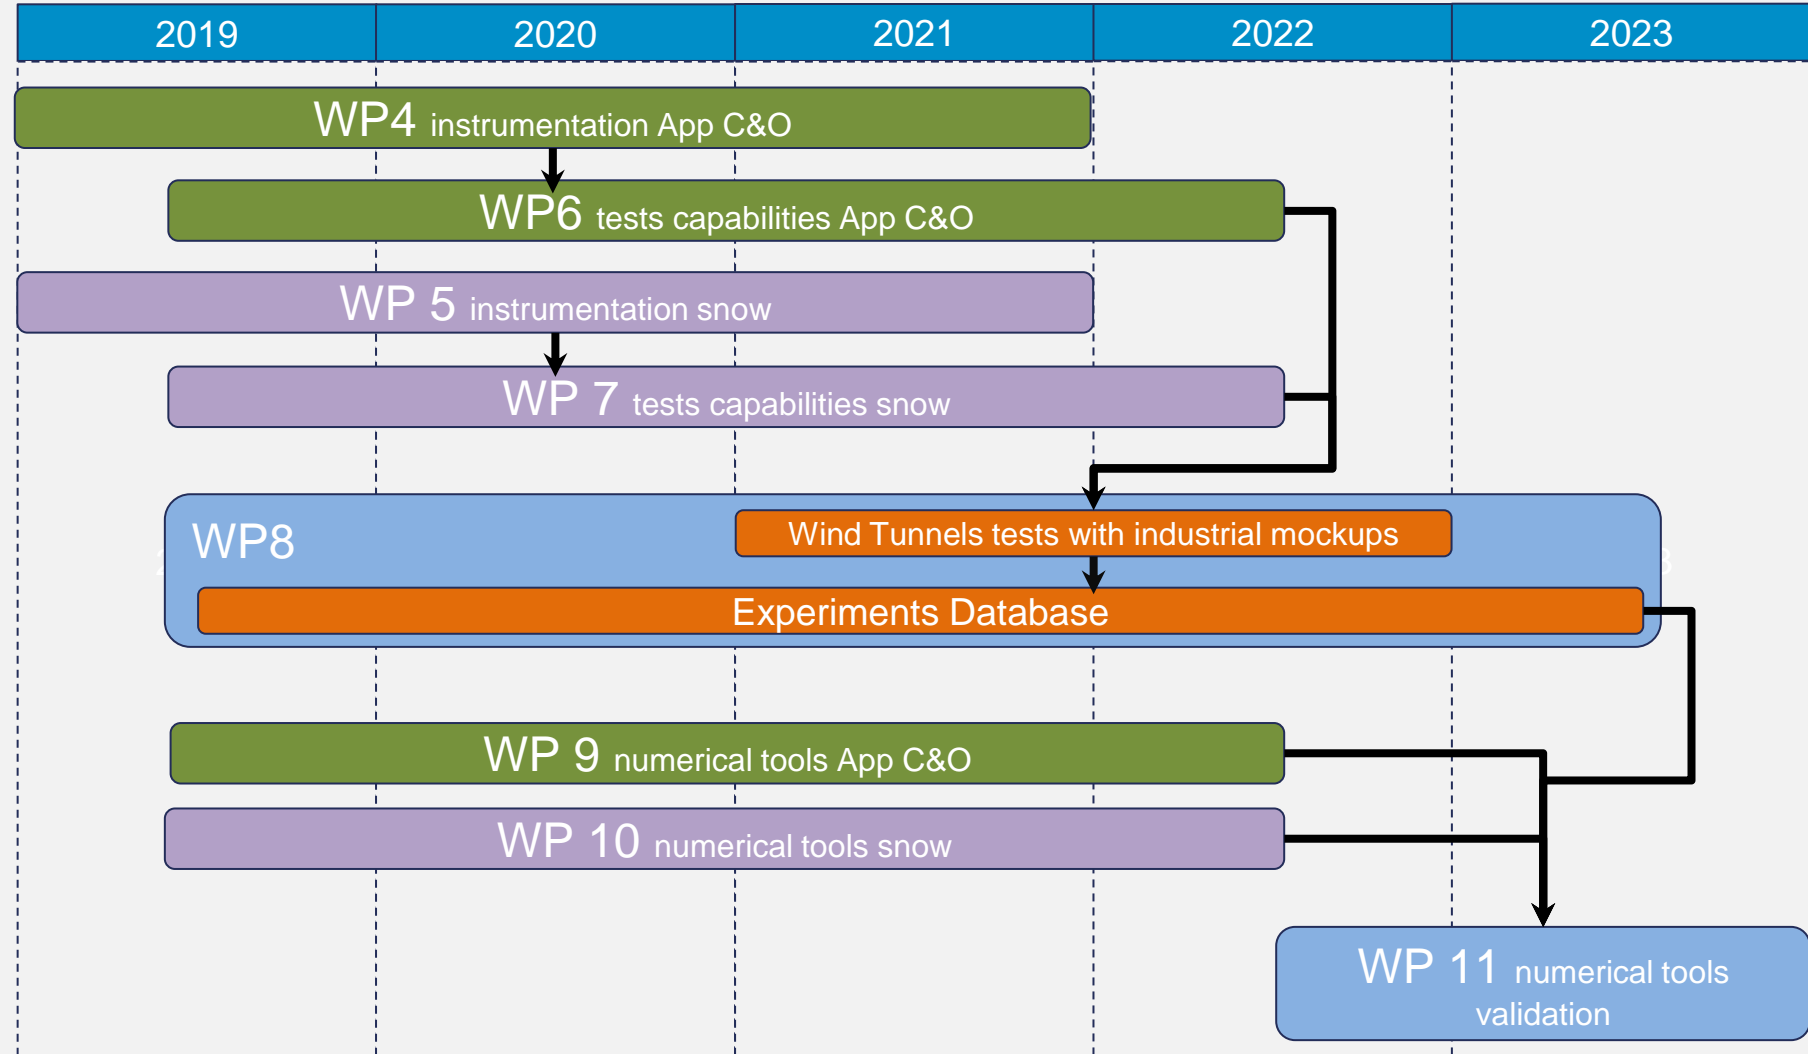 2019 2020 2021 2022 2023
WP4 instrumentation App C&O
WP6 tests capabilities App C&O
WP 5 instrumentation snow
WP 7 tests capabilities snow
WP8
Wind Tunnels tests with industrial mockups
Experiments Database
WP 9 numerical tools App C&O
WP 10 numerical tools snow
WP 11 numerical tools
validation